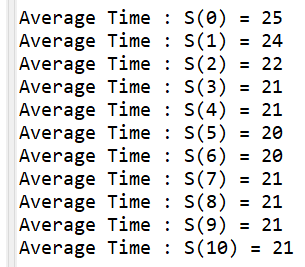 Average Time : S(0) = 25
Average Time : S(1) = 24
Average Time : S(2) = 22
Average Time : S(3) = 21
Average Time : S(4) = 21
Average Time : S(5) = 20
Average Time : S(6) = 20
Average Time : S(7) = 21
Average Time : S(8) = 21
Average Time : S(9) = 21
Average Time : S(10) = 21